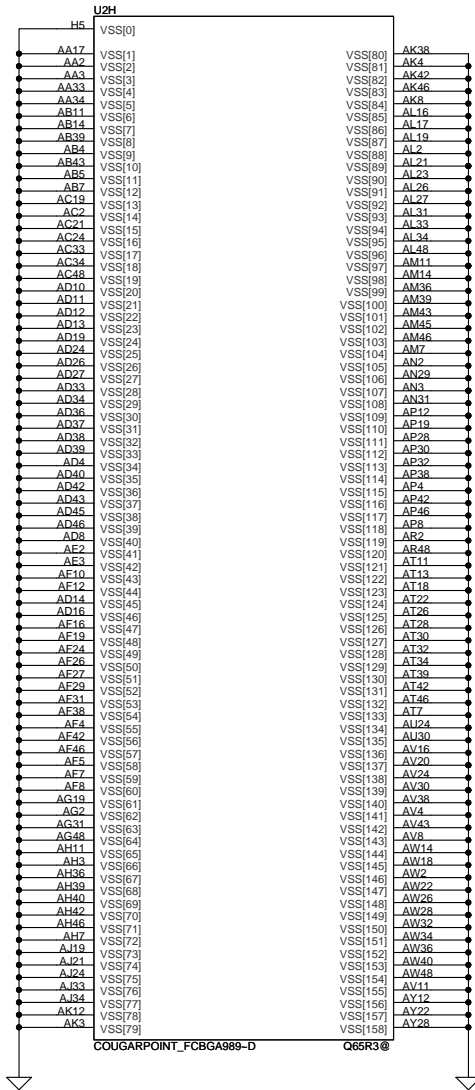 U2H
H5 VSS[0]
AA17 VSS[1] VSS[80] AK38
AA2 VSS[2] VSS[81] AK4
AA3 VSS[3] VSS[82] AK42
AA33 VSS[4] VSS[83] AK46
AA34 VSS[5] VSS[84] AK8
AB11 VSS[6] VSS[85] AL16
AB14 VSS[7] VSS[86] AL17
AB39 VSS[8] VSS[87] AL19
AB4 VSS[9] VSS[88] AL2
AB43 VSS[10] VSS[89] AL21
AB5 VSS[11] VSS[90] AL23
AB7 VSS[12] VSS[91] AL26
AC19 VSS[13] VSS[92] AL27
AC2 VSS[14] VSS[93] AL31
AC21 VSS[15] VSS[94] AL33
AC24 VSS[16] VSS[95] AL34
AC33 VSS[17] VSS[96] AL48
AC34 VSS[18] VSS[97] AM11
AC48 VSS[19] VSS[98] AM14
AD10 VSS[20] VSS[99] AM36
AD11 VSS[21] VSS[100] AM39
AD12 VSS[22] VSS[101] AM43
AD13 VSS[23] VSS[102] AM45
AD19 VSS[24] VSS[103] AM46
AD24 VSS[25] VSS[104] AM7
AD26 VSS[26] VSS[105] AN2
AD27 VSS[27] VSS[106] AN29
AD33 VSS[28] VSS[107] AN3
AD34 VSS[29] VSS[108] AN31
AD36 VSS[30] VSS[109] AP12
AD37 VSS[31] VSS[110] AP19
AD38 VSS[32] VSS[111] AP28
AD39 VSS[33] VSS[112] AP30
AD4 VSS[34] VSS[113] AP32
AD40 VSS[35] VSS[114] AP38
AD42 VSS[36] VSS[115] AP4
AD43 VSS[37] VSS[116] AP42
AD45 VSS[38] VSS[117] AP46
AD46 VSS[39] VSS[118] AP8
AD8 VSS[40] VSS[119] AR2
AE2 VSS[41] VSS[120] AR48
AE3 VSS[42] VSS[121] AT11
AF10 VSS[43] VSS[122] AT13
AF12 VSS[44] VSS[123] AT18
AD14 VSS[45] VSS[124] AT22
AD16 VSS[46] VSS[125] AT26
AF16 VSS[47] VSS[126] AT28
AF19 VSS[48] VSS[127] AT30
AF24 VSS[49] VSS[128] AT32
AF26 VSS[50] VSS[129] AT34
AF27 VSS[51] VSS[130] AT39
AF29 VSS[52] VSS[131] AT42
AF31 VSS[53] VSS[132] AT46
AF38 VSS[54] VSS[133] AT7
AF4 VSS[55] VSS[134] AU24
AF42 VSS[56] VSS[135] AU30
AF46 VSS[57] VSS[136] AV16
AF5 VSS[58] VSS[137] AV20
AF7 VSS[59] VSS[138] AV24
AF8 VSS[60] VSS[139] AV30
AG19 VSS[61] VSS[140] AV38
AG2 VSS[62] VSS[141] AV4
AG31 VSS[63] VSS[142] AV43
AG48 VSS[64] VSS[143] AV8
AH11 VSS[65] VSS[144] AW14
AH3 VSS[66] VSS[145] AW18
AH36 VSS[67] VSS[146] AW2
AH39 VSS[68] VSS[147] AW22
AH40 VSS[69] VSS[148] AW26
AH42 VSS[70] VSS[149] AW28
AH46 VSS[71] VSS[150] AW32
AH7 VSS[72] VSS[151] AW34
AJ19 VSS[73] VSS[152] AW36
AJ21 VSS[74] VSS[153] AW40
AJ24 VSS[75] VSS[154] AW48
AJ33 VSS[76] VSS[155] AV11
AJ34 VSS[77] VSS[156] AY12
AK12 VSS[78] VSS[157] AY22
AK3 VSS[79] VSS[158] AY28
COUGARPOINT_FCBGA989~D Q65R3@